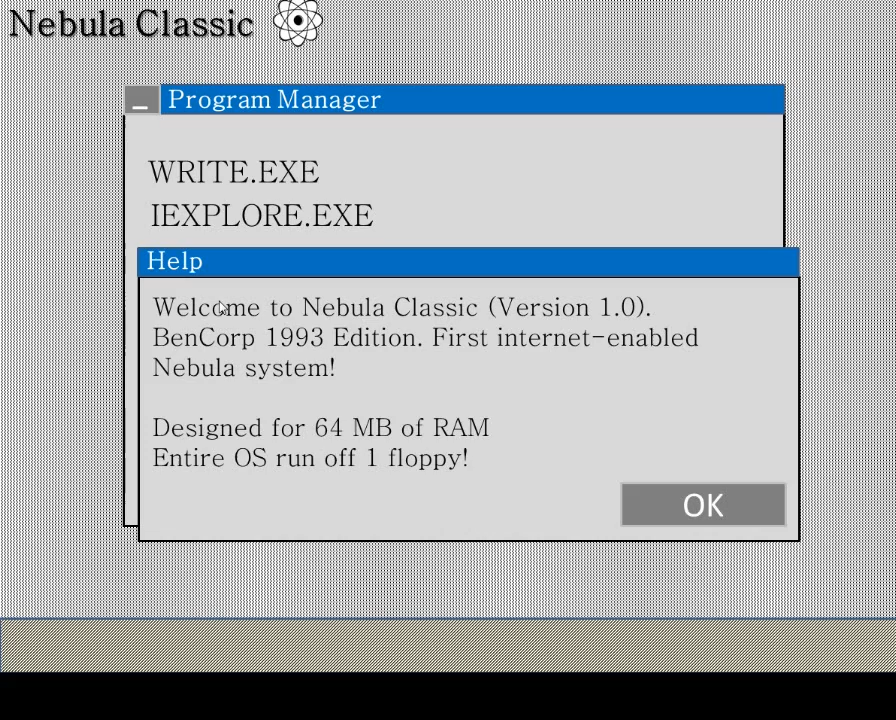 Nebula Classic
Program Manager
WRITE.EXE
IEXPLORE.EXE
Help
Welcome to Nebula Classic (Version 1.0).
BenCorp 1993 Edition. First internet-enabled
Nebula system!
Designed for 64 MB of RAM
Entire OS run off 1 floppy!
OK